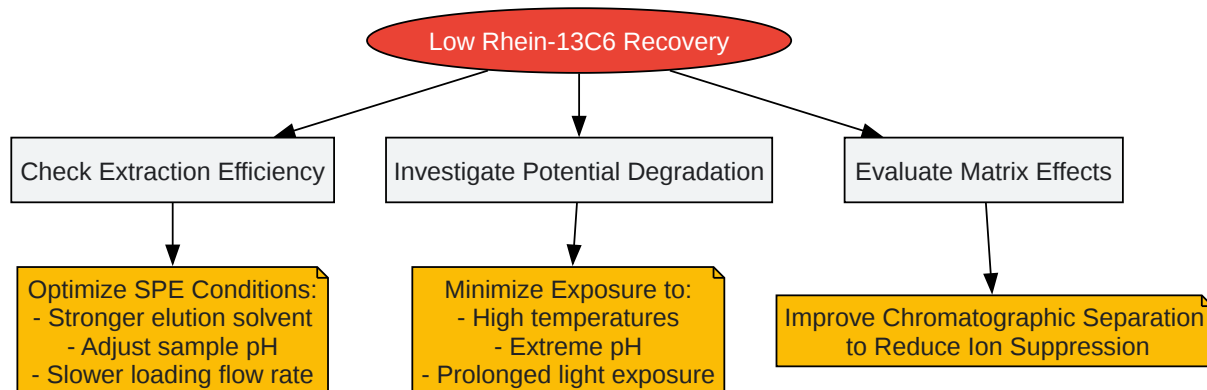 Low Rhein-13C6 Recovery
Check Extraction Efficiency
Investigate Potential Degradation
Evaluate Matrix Effects
Optimize SPE Conditions:
- Stronger elution solvent
- Adjust sample pH
- Slower loading flow rate
Minimize Exposure to:
- High temperatures
- Extreme pH
- Prolonged light exposure
Improve Chromatographic Separation
to Reduce Ion Suppression